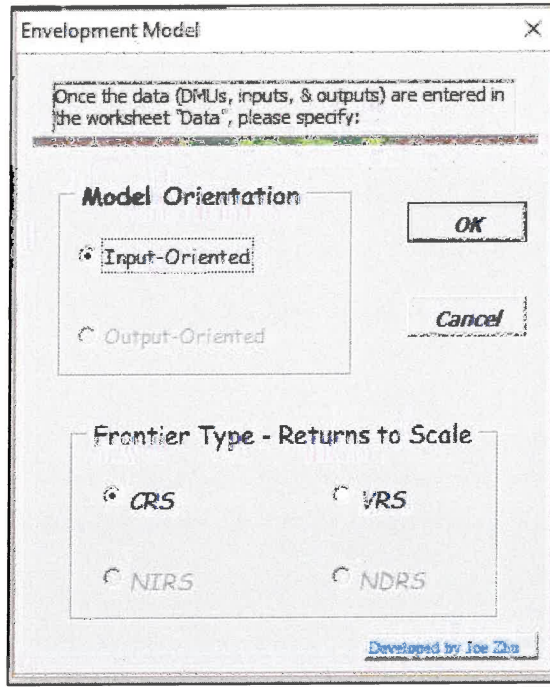 Envelopment Model
Once the data (DMUs, inputs, & outputs) are entered in
the worksheet "Data", please specify:
Model Orientation
Input-Oriented
OK
Output-Oriented
Cancel
Frontier Type - Returns to Scale
CRS
VRS
NIRS
NDRS
Developed by Joe Zhu